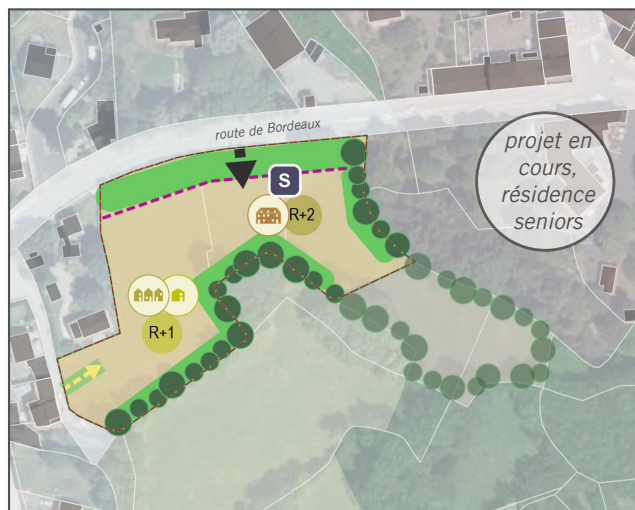 route de Bordeaux
projet en
cours,
résidence
seniors
S
R+2
R+1